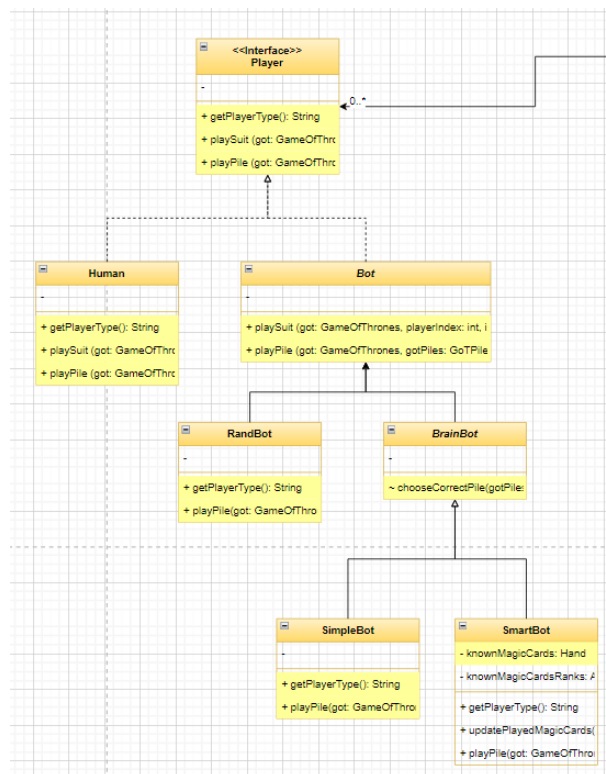 <<Interface>>
Player
-
0..*
+ getPlayerType(): String
+ playSuit (got: GameOfThro
+ playPile (got: GameOfThro
Human
-
+ getPlayerType(): String
+ playSuit (got: GameOfThro
+ playPile (got: GameOfThro
Bot
-
+ playSuit (got: GameOfThrones, playerIndex: int, i
+ playPile (got: GameOfThrones, gotPiles: GoTPile
RandBot
-
+ getPlayerType(): String
+ playPile(got: GameOfThro
BrainBot
-
~ chooseCorrectPile(gotPiles
SimpleBot
-
+ getPlayerType(): String
+ playPile(got: GameOfThro
SmartBot
- knownMagicCards: Hand
- knownMagicCardsRanks: A
+ getPlayerType(): String
+ updatePlayedMagicCards(
+ playPile(got: GameOfThro